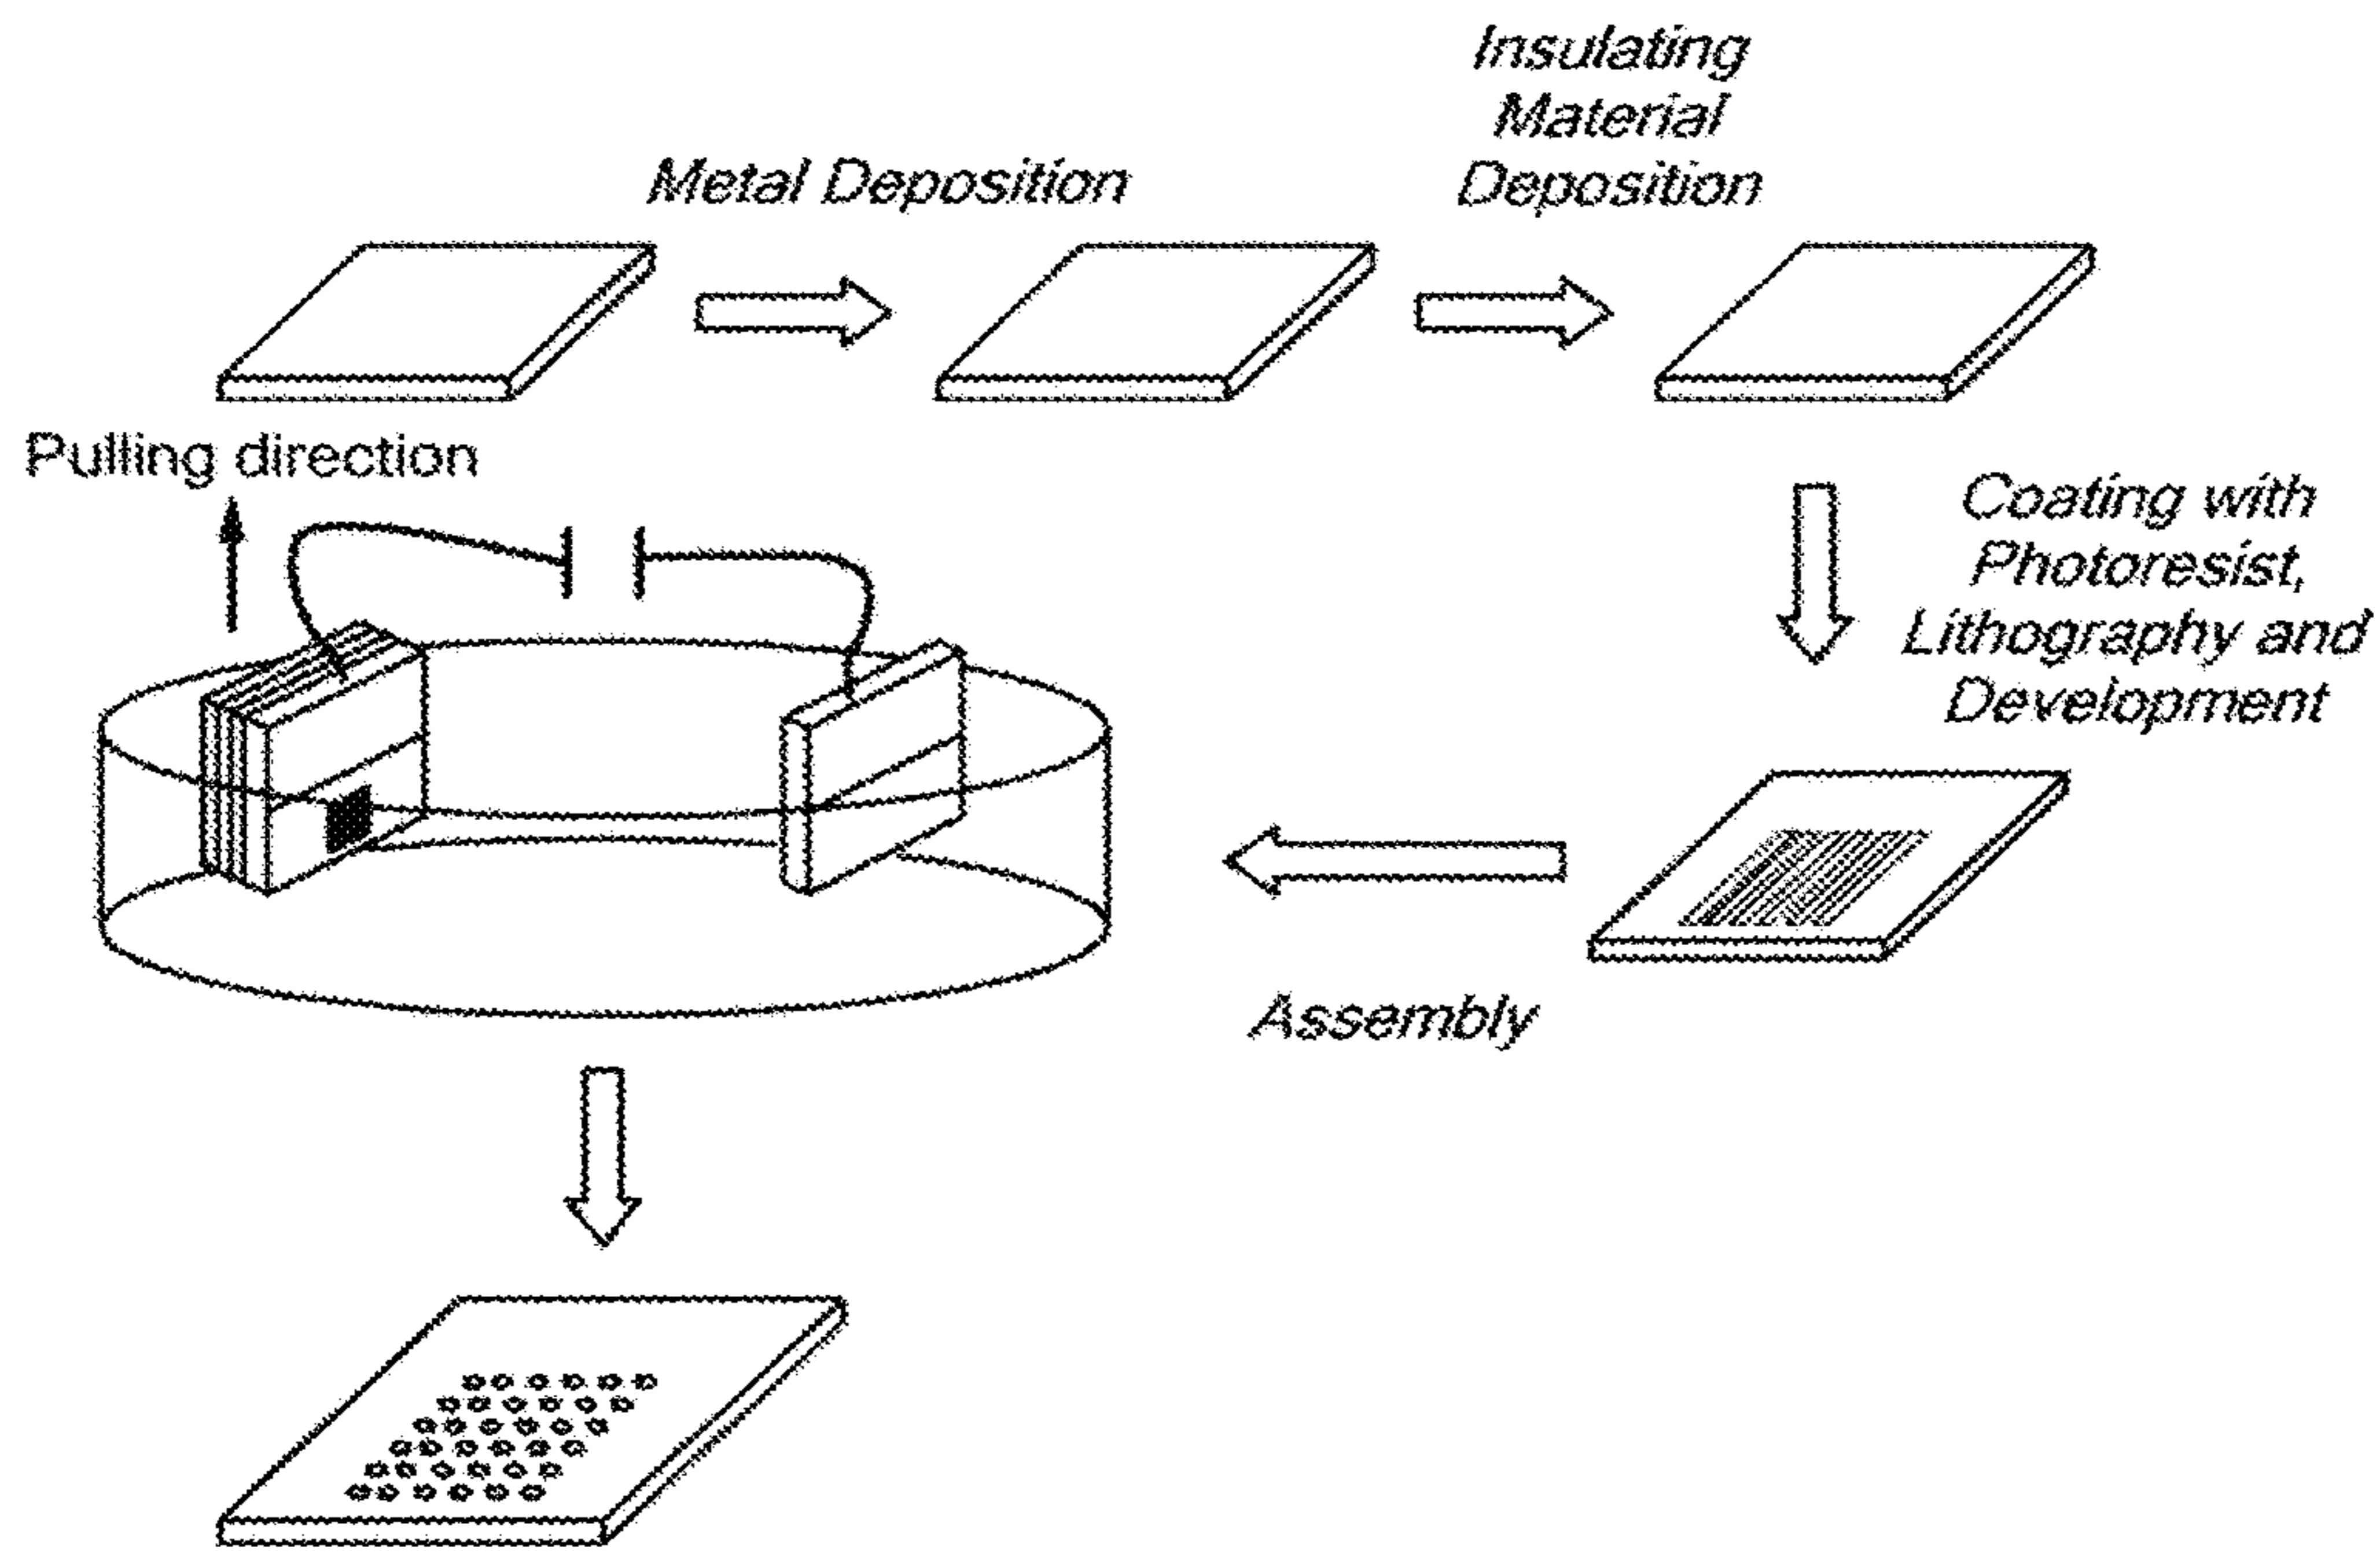 Insulating
Material
Deposition
Metal Deposition
Pulling direction
Coating with
Photoresist,
Lithography and
Development
Assembly